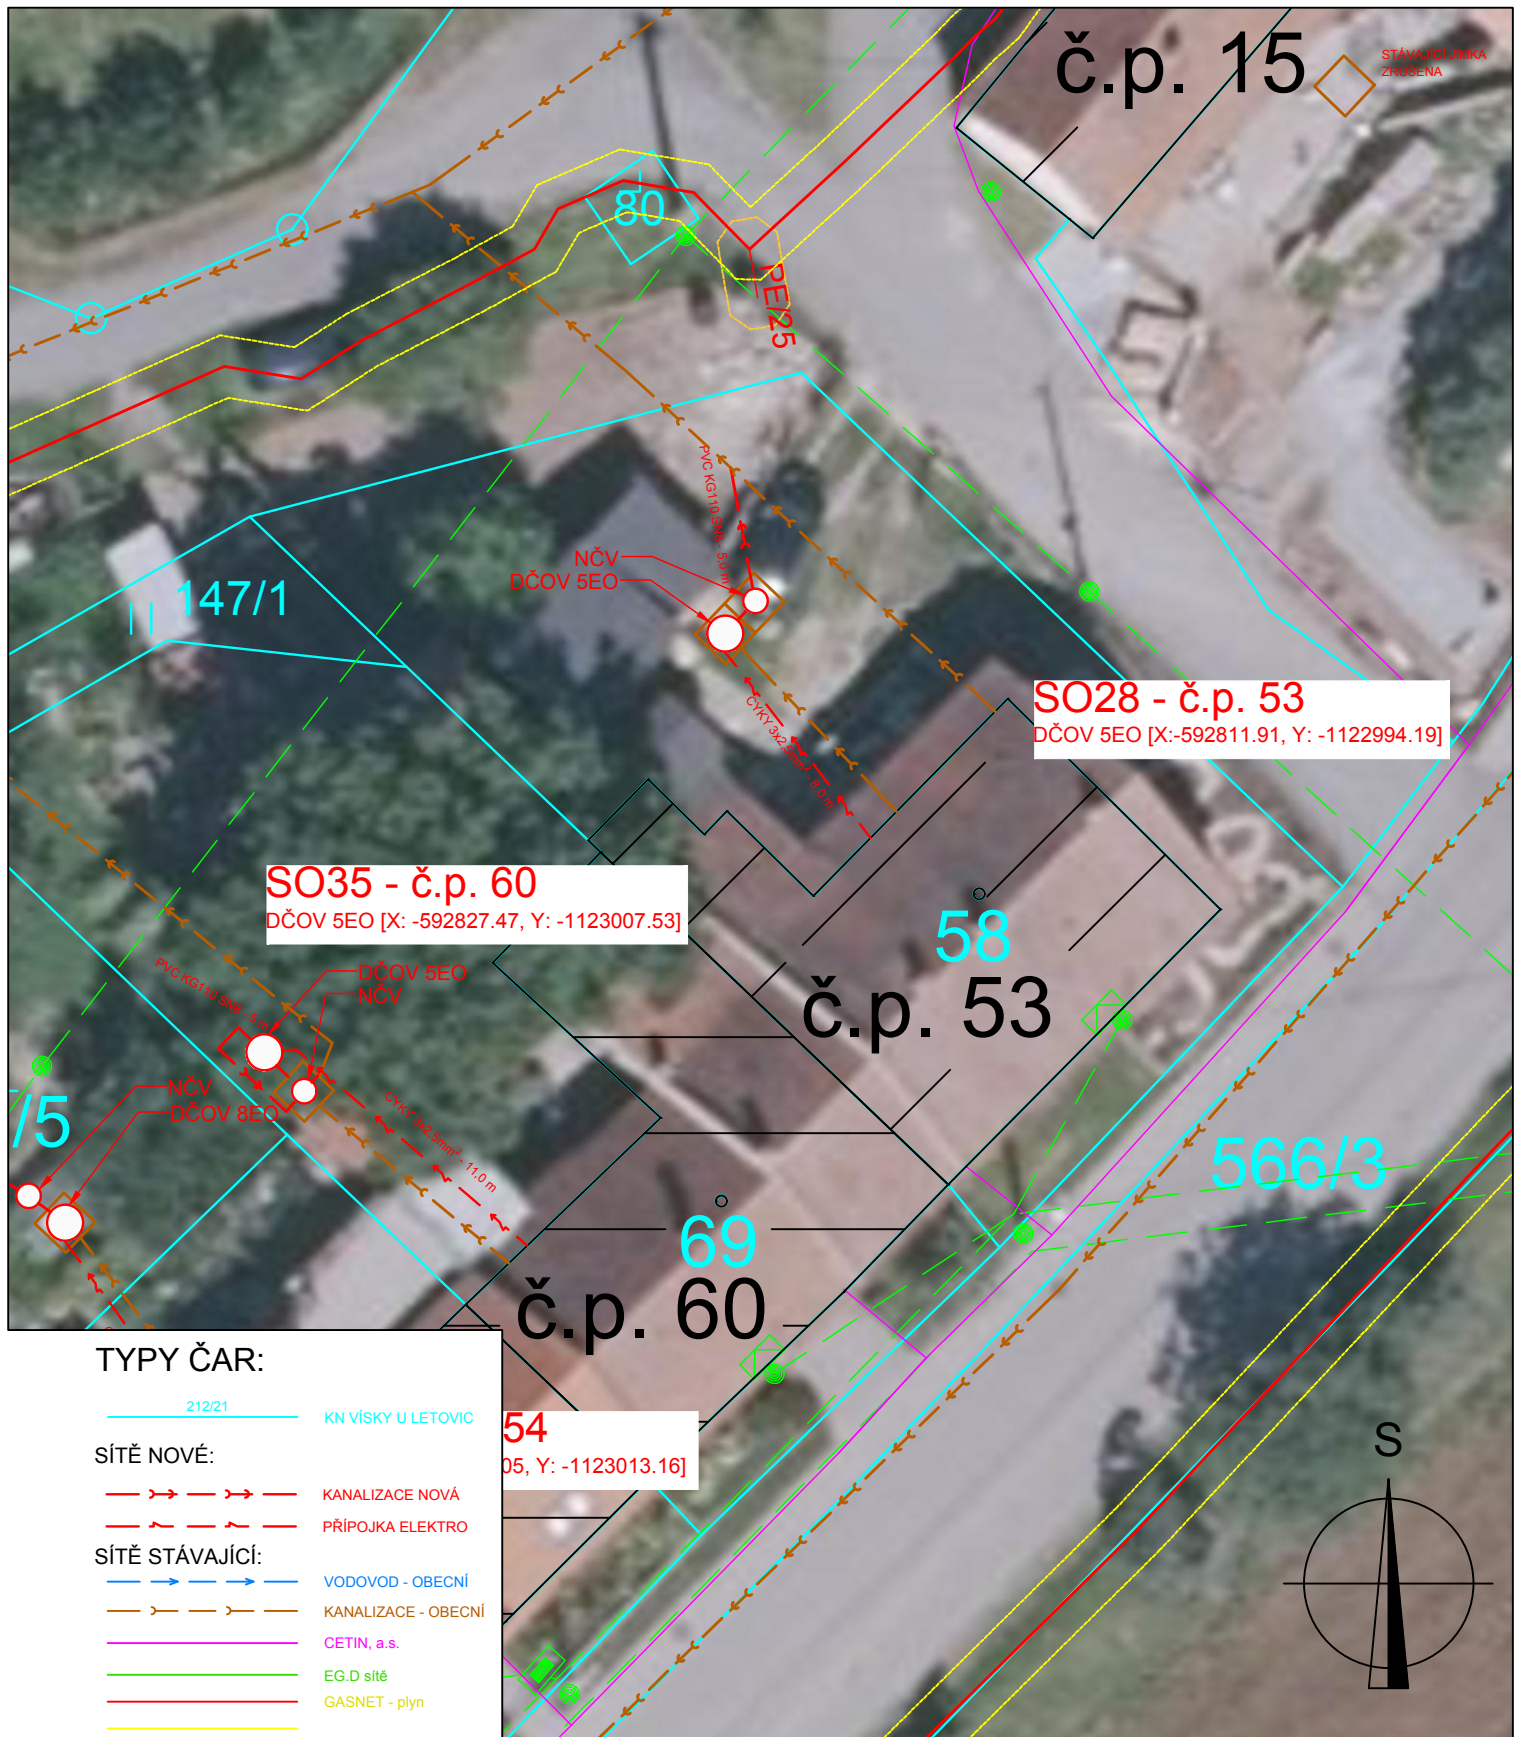 č.p. 15
STÁVAJÍCÍ JÍMKA
ZRUŠENA
80
PE/25
PVC KG110 SN8 - 5,0 m
NČV
DČOV 5EO
147/1
CYKY 3x2,5mm² - 9,0 m
SO28 - č.p. 53
DČOV 5EO [X:-592811.91, Y: -1122994.19]
SO35 - č.p. 60
DČOV 5EO [X: -592827.47, Y: -1123007.53]
58
č.p. 53
PVC KG110 SN8 - 5 m
DČOV 5EO
NČV
NČV
DČOV 8EO
/5
CYKY 3x2,5mm² - 11,0 m
566/3
69
č.p. 60
54
05, Y: -1123013.16]
S
TYPY ČAR:
212/21
KN VÍSKY U LETOVIC
SÍTĚ NOVÉ:
KANALIZACE NOVÁ
PŘÍPOJKA ELEKTRO
SÍTĚ STÁVAJÍCÍ:
VODOVOD - OBECNÍ
KANALIZACE - OBECNÍ
CETIN, a.s.
EG.D sítě
GASNET - plyn